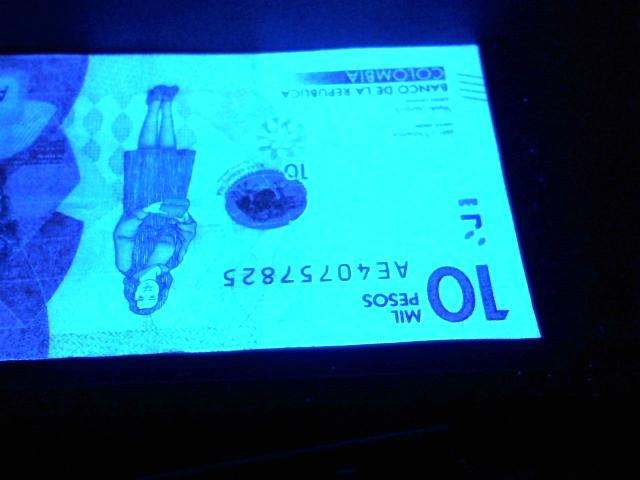 10 MIL
PESOS
AE40757825
10
BANCO DE LA REPUBLICA
COLOMBIA